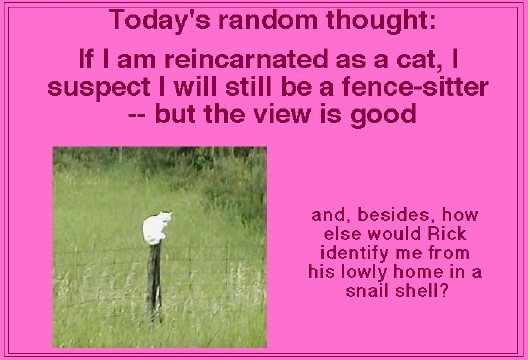 Today's random thought:
If I am reincarnated as a cat, I
suspect I will still be a fence-sitter
-- but the view is good
and, besides, how
else would Rick
identify me from
his lowly home in a
snail shell?